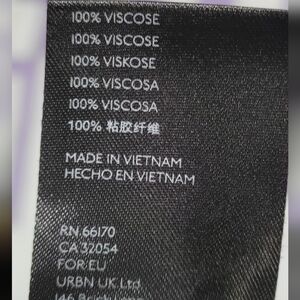 100% VISCOSE
100% VISCOSE
100% VISKOSE
100% VISCOSA
100% VISCOSA
100% 粘胶纤维
MADE IN VIETNAM
HECHO EN VIETNAM
RN 66170
CA 32054
FOR EU
URBN UK Ltd